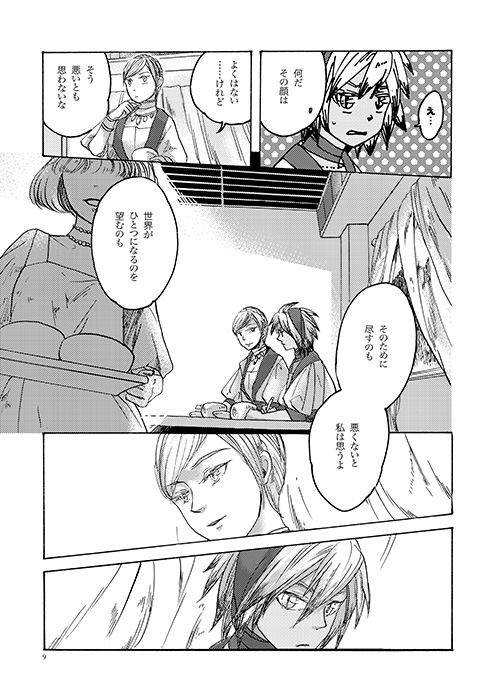 え…
何だ
その顔は
よくはない
……けれど
そう
悪いとも
思わないな
世界が
ひとつになるのを
望むのも
そのために
尽すのも
悪くないと
私は思うよ
9